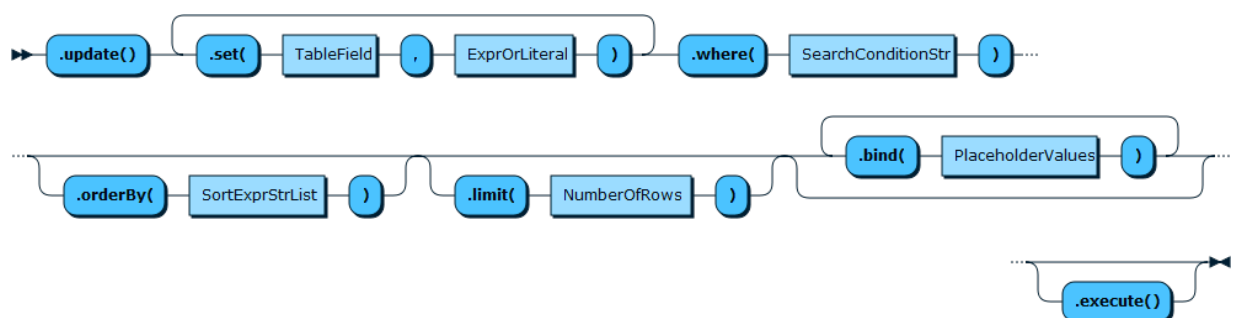 .update() .set( TableField , ExprOrLiteral ) .where( SearchConditionStr )
.orderBy( SortExprStrList ) .limit( NumberOfRows ) .bind( PlaceholderValues )
.execute()